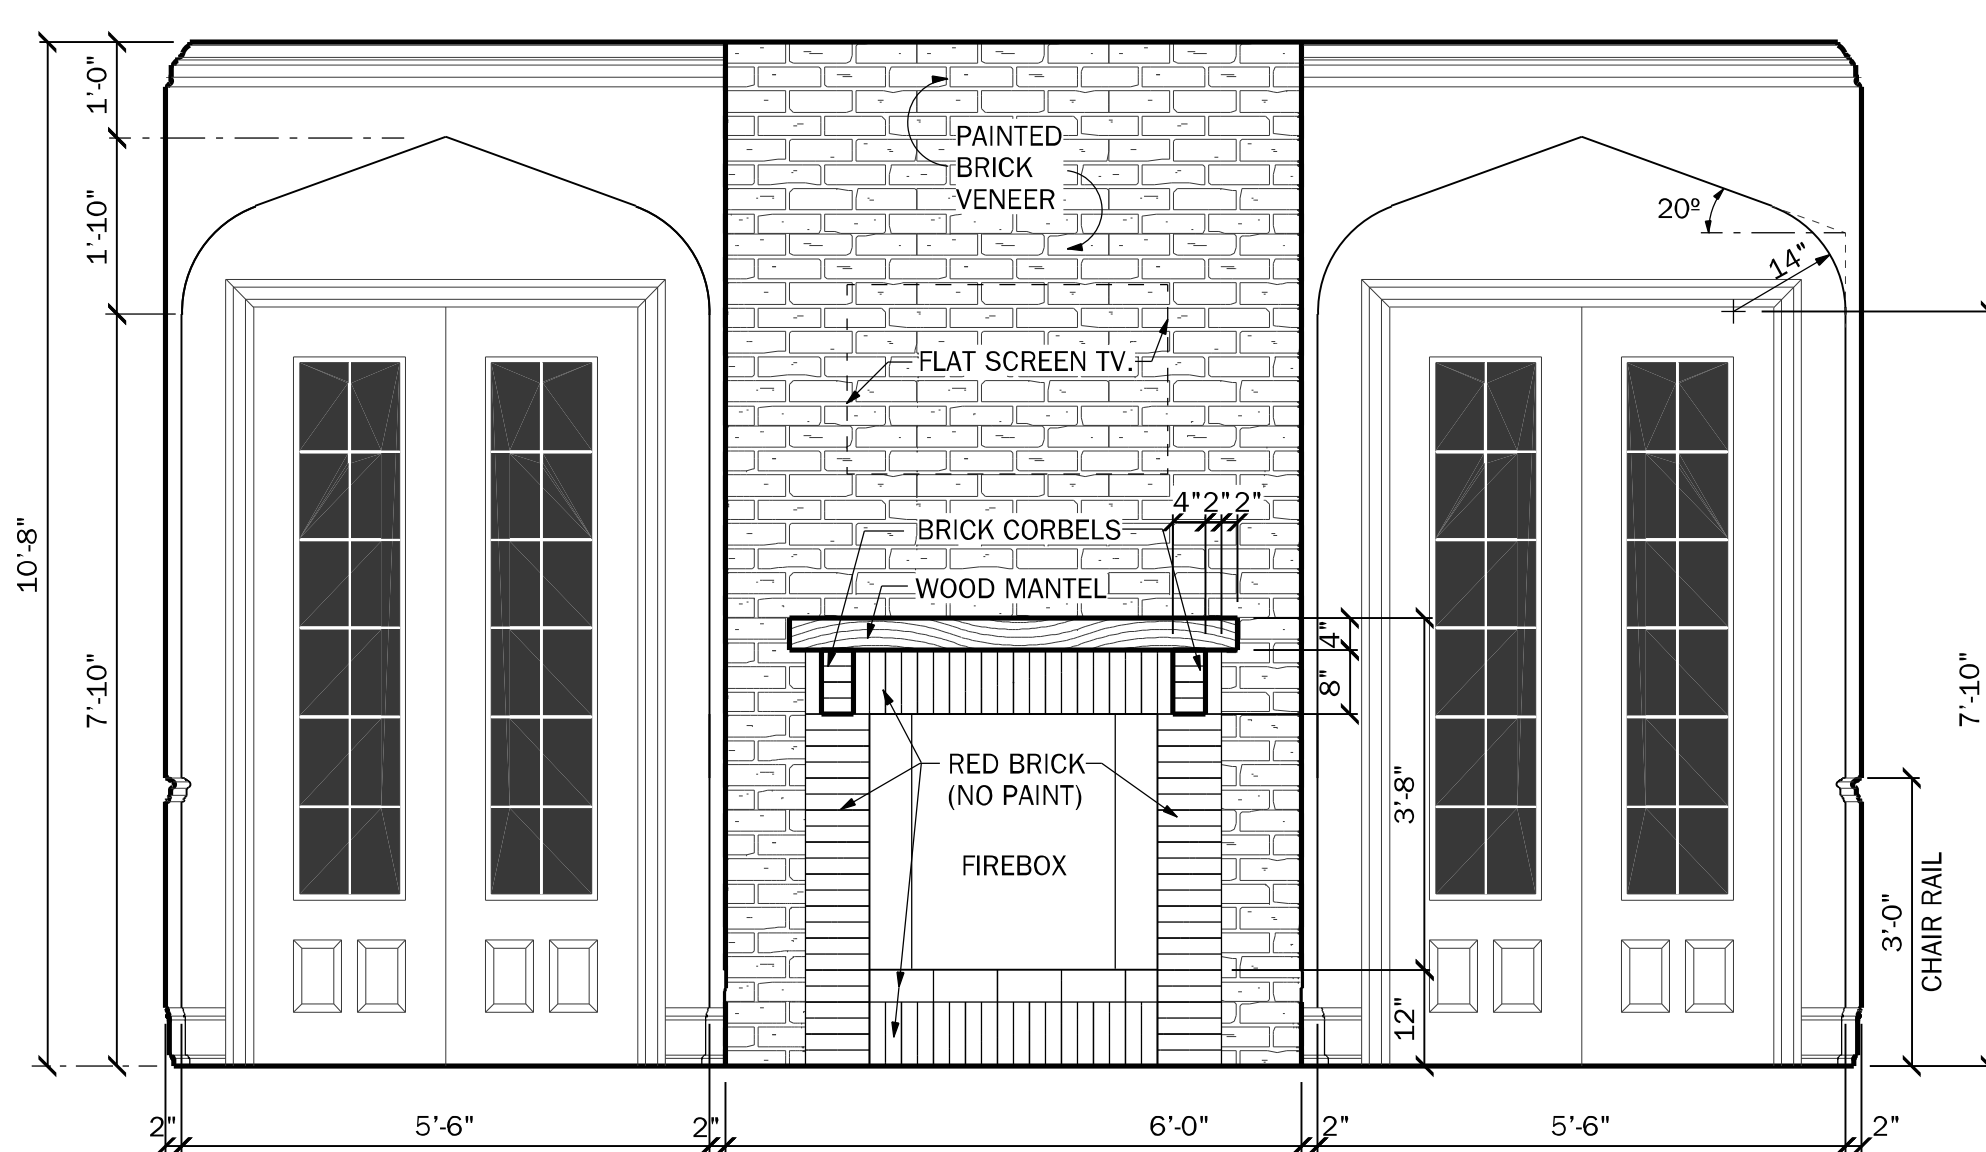 1'-0"
1'-10"
10'-8"
7'-10"
PAINTED
BRICK
VENEER
FLAT SCREEN TV.
4" 2" 2"
BRICK CORBELS
WOOD MANTEL
4"
8"
RED BRICK
(NO PAINT)
FIREBOX
3'-8"
12"
20º
14"
7'-10"
3'-0"
CHAIR RAIL
2" 5'-6" 2" 6'-0" 2" 5'-6" 2"